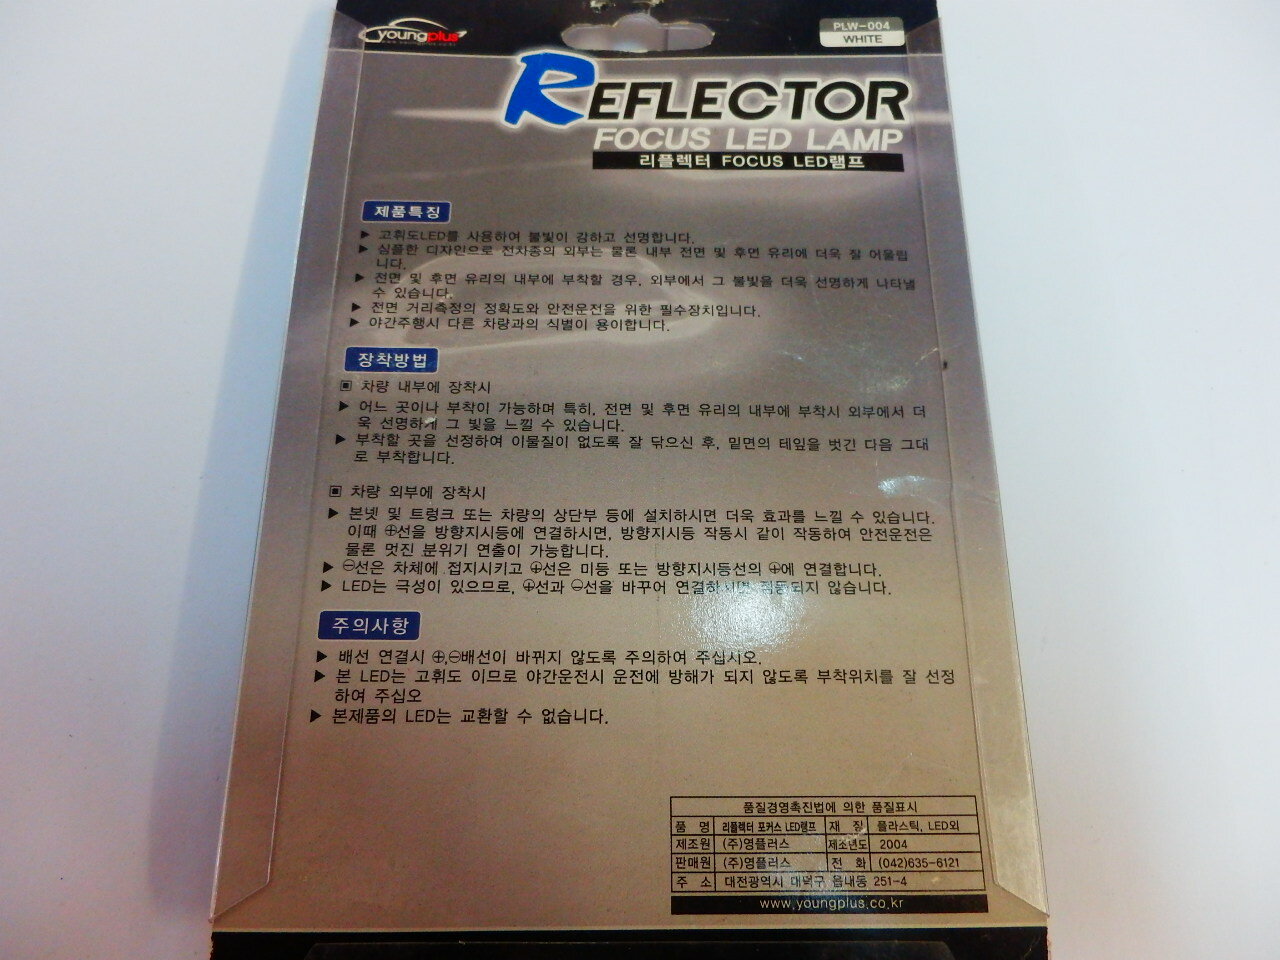 youngplus
PLW-004
WHITE
REFLECTOR
FOCUS LED LAMP
리플렉터 FOCUS LED램프
제품특징
▶ 고휘도LED를 사용하여 불빛이 강하고 선명합니다.
▶ 심플한 디자인으로 전차종의 외부는 물론 내부 전면 및 후면 유리에 더욱 잘 어울립
니다.
▶ 전면 및 후면 유리의 내부에 부착할 경우, 외부에서 그 불빛을 더욱 선명하게 나타낼
수 있습니다.
▶ 전면 거리측정의 정확도와 안전운전을 위한 필수장치입니다.
▶ 야간주행시 다른 차량과의 식별이 용이합니다.
장착방법
▣ 차량 내부에 장착시
▶ 어느 곳이나 부착이 가능하며 특히, 전면 및 후면 유리의 내부에 부착시 외부에서 더
욱 선명하게 그 빛을 느낄 수 있습니다.
▶ 부착할 곳을 선정하여 이물질이 없도록 잘 닦으신 후, 밑면의 테잎을 벗긴 다음 그대
로 부착합니다.
▣ 차량 외부에 장착시
▶ 본넷 및 트렁크 또는 차량의 상단부 등에 설치하시면 더욱 효과를 느낄 수 있습니다.
이때 ⊕선을 방향지시등에 연결하시면, 방향지시등 작동시 같이 작동하여 안전운전은
물론 멋진 분위기 연출이 가능합니다.
▶ ⊖선은 차체에 접지시키고 ⊕선은 미등 또는 방향지시등선의 ⊕에 연결합니다.
▶ LED는 극성이 있으므로, ⊕선과 ⊖선을 바꾸어 연결하시면 작동되지 않습니다.
주의사항
▶ 배선 연결시 ⊕,⊖배선이 바뀌지 않도록 주의하여 주십시오.
▶ 본 LED는 고휘도 이므로 야간운전시 운전에 방해가 되지 않도록 부착위치를 잘 선정
하여 주십시오
▶ 본제품의 LED는 교환할 수 없습니다.
품질경영촉진법에 의한 품질표시
품 명 리플렉터 포커스 LED램프 재 질 플라스틱, LED외
제조원 (주)영플러스 제조년도 2004
판매원 (주)영플러스 전 화 (042)635-6121
주 소 대전광역시 대덕구 읍내동 251-4
www.youngplus.co.kr